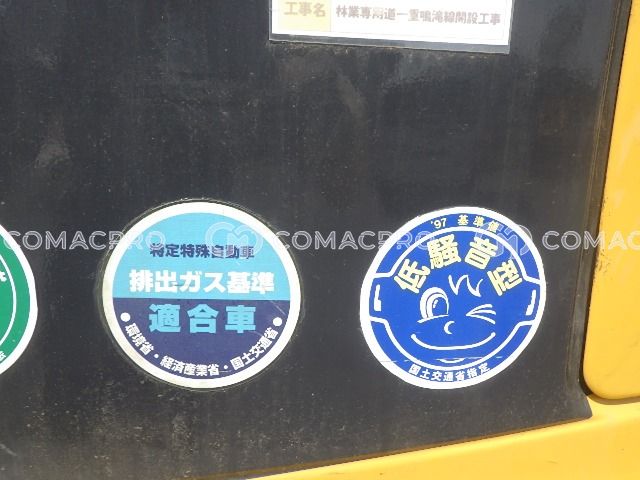 工事名 林業専用道一重鳴滝線開設工事
COMACPRO
COMACPRO
COMACPRO
特定特殊自動車
排出ガス基準
適合車
環境省・経済産業省・国土交通省
'97 基準値
低騒音型
国土交通省指定